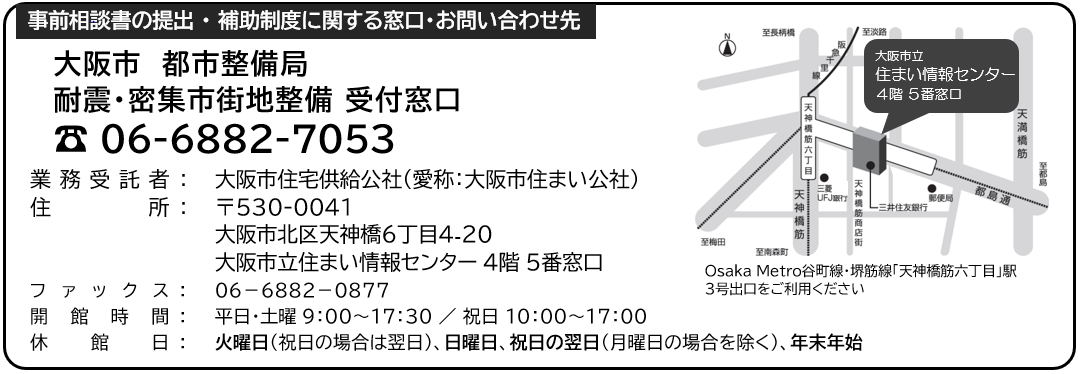 事前相談書の提出・補助制度に関する窓口・お問い合わせ先
大阪市 都市整備局
耐震・密集市街地整備 受付窓口
☎ 06-6882-7053
業務受託者： 大阪市住宅供給公社（愛称：大阪市住まい公社）
住所： 〒530-0041
大阪市北区天神橋6丁目4-20
大阪市立住まい情報センター 4階 5番窓口
ファックス： 06－6882－0877
開館時間： 平日・土曜 9：00～17：30 ／ 祝日 10：00～17：00
休館日： 火曜日（祝日の場合は翌日）、日曜日、祝日の翌日（月曜日の場合を除く）、年末年始
N
至長柄橋
至淡路
阪急千里線
大阪市立
住まい情報センター
4階 5番窓口
天神橋筋六丁目
天満橋筋
至都島
三菱
UFJ銀行
天神橋筋
天神橋筋商店街
三井住友銀行
郵便局
都島通
至梅田
至南森町
Osaka Metro谷町線・堺筋線「天神橋筋六丁目」駅
3号出口をご利用ください